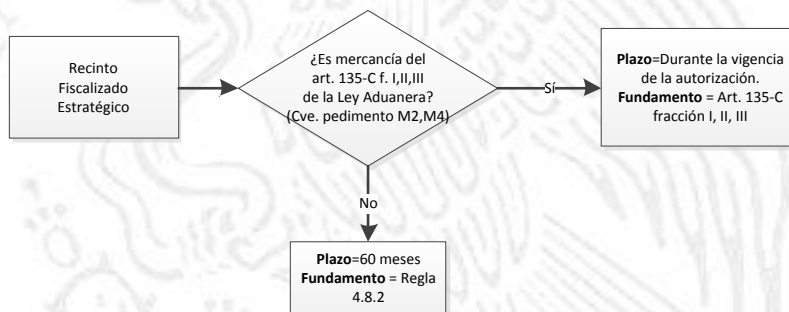 Recinto
Fiscalizado
Estratégico
¿Es mercancía del
art. 135-C f. I,II,III
de la Ley Aduanera?
(Cve. pedimento M2,M4)
Sí
Plazo=Durante la vigencia
de la autorización.
Fundamento = Art. 135-C
fracción I, II, III
No
Plazo=60 meses
Fundamento = Regla
4.8.2